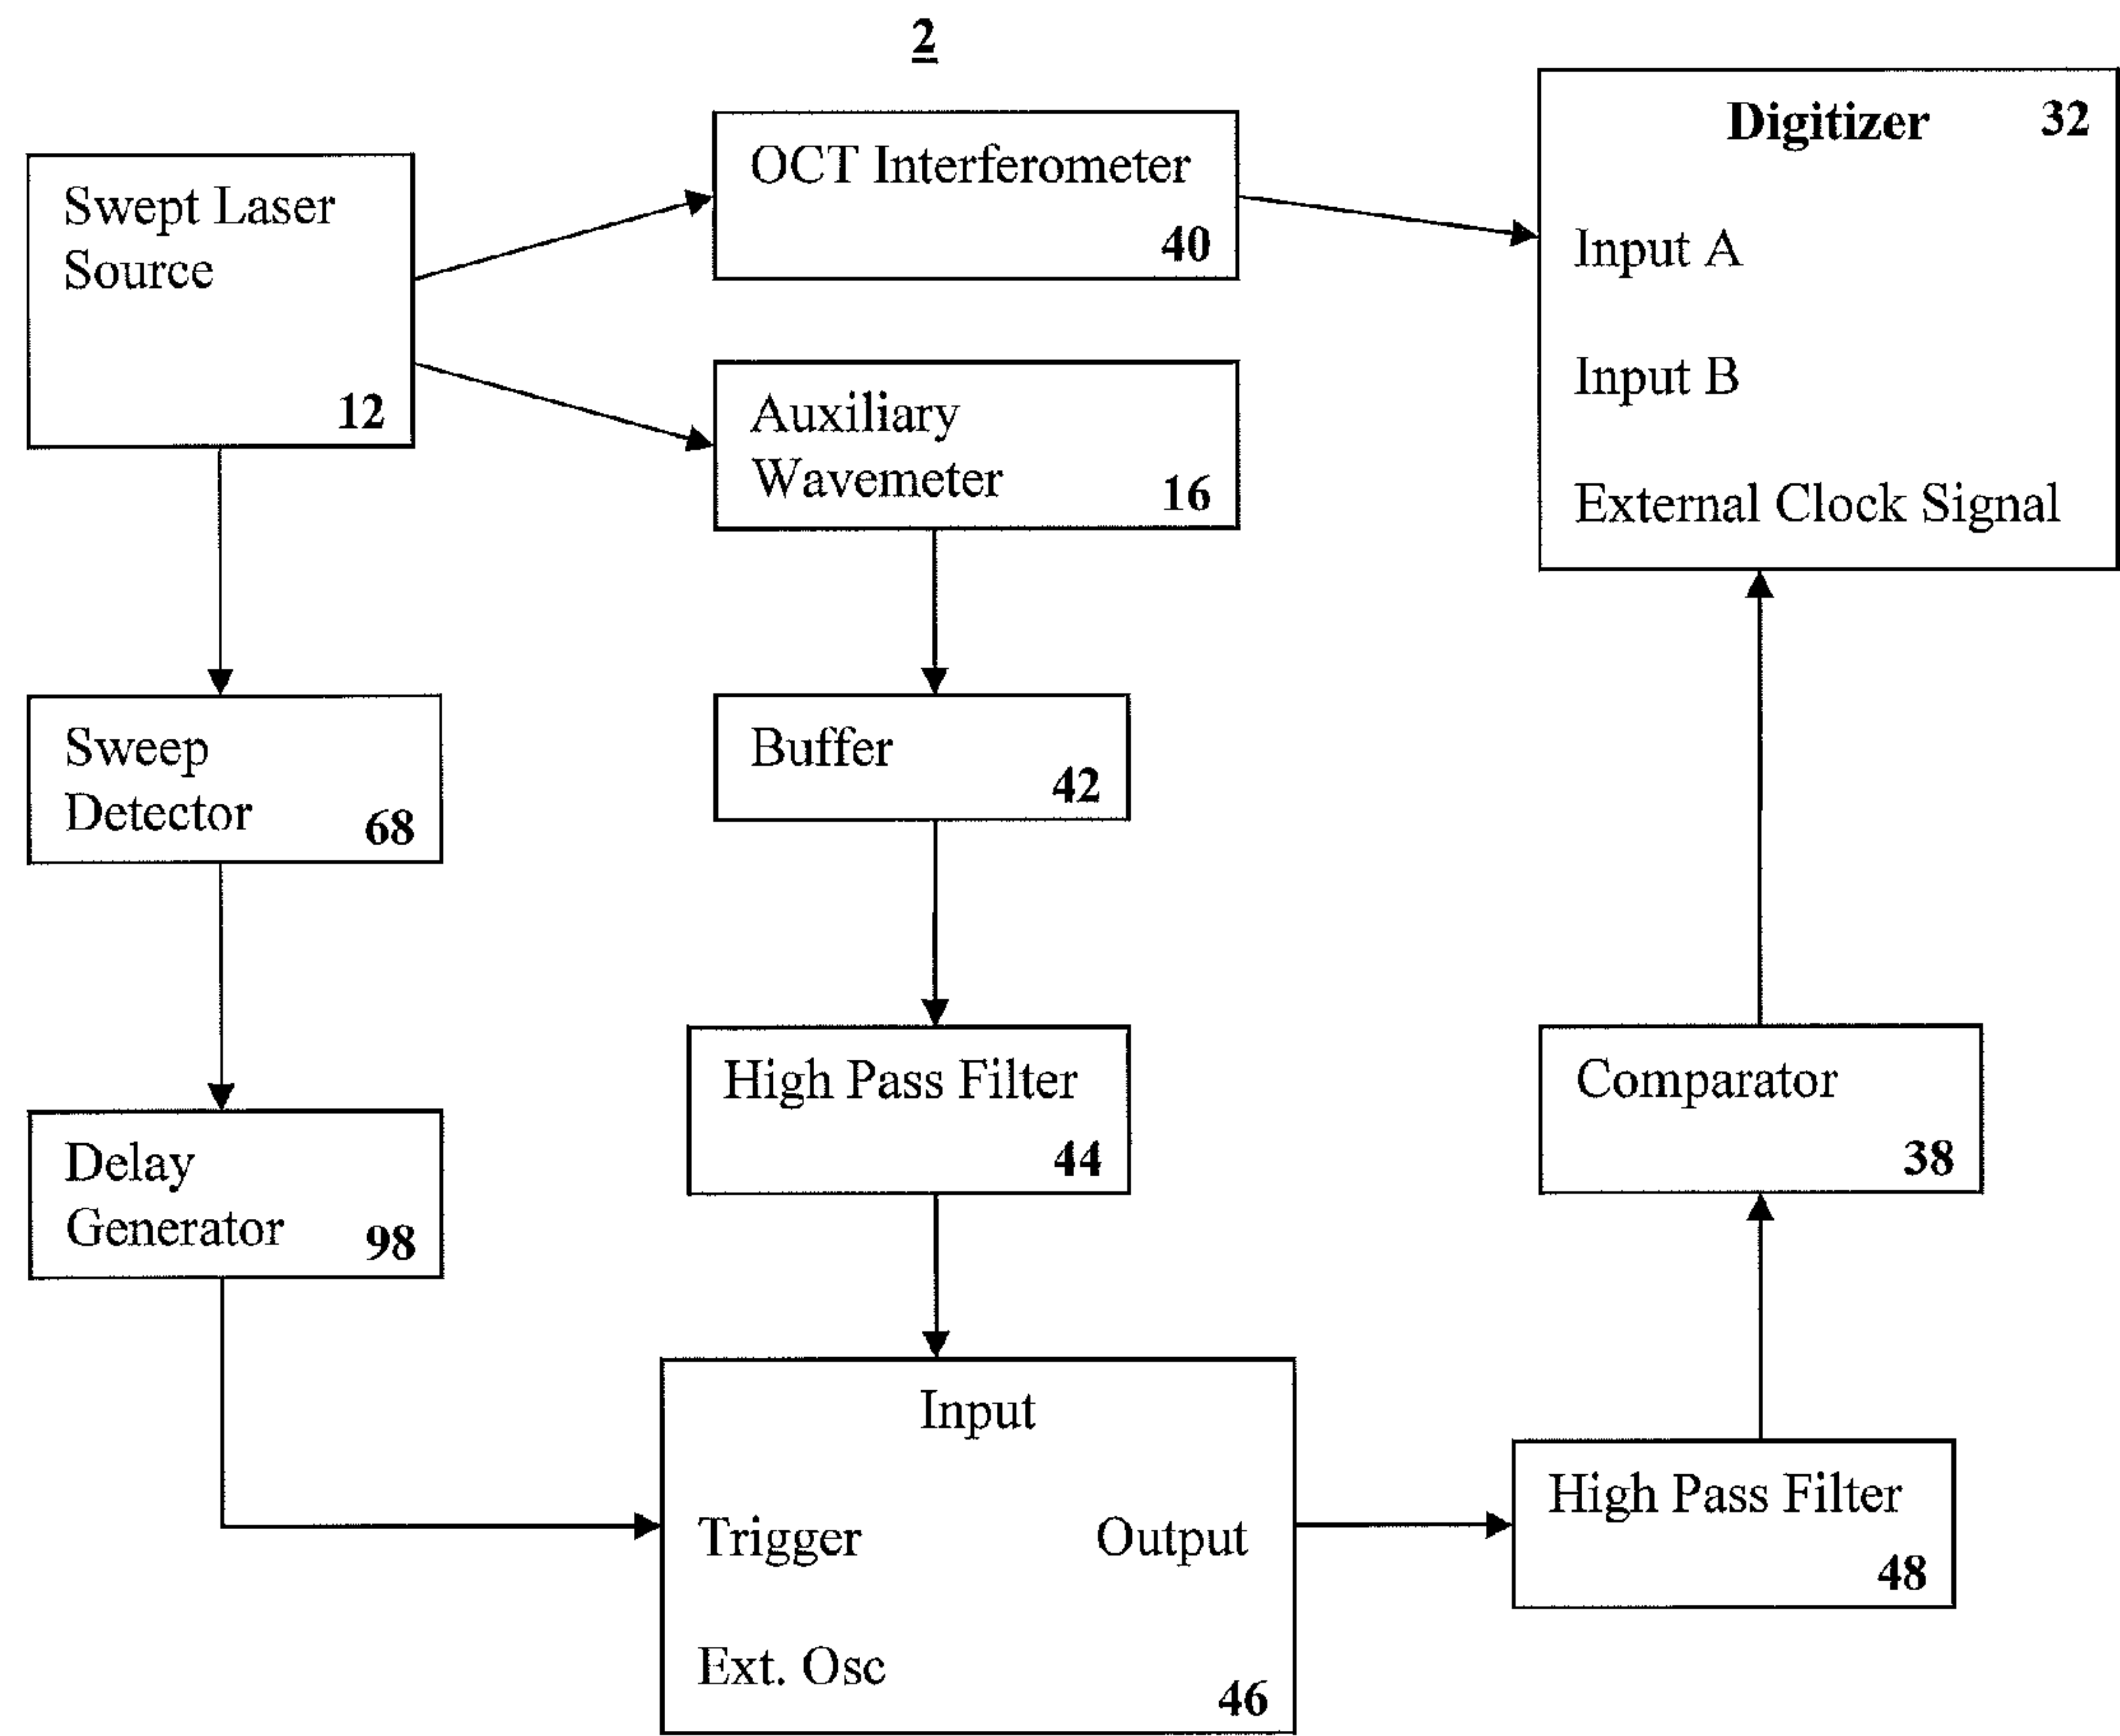 2
Swept Laser
Source
12
OCT Interferometer
40
Digitizer 32
Input A
Input B
External Clock Signal
Auxiliary
Wavemeter 16
Sweep
Detector 68
Buffer
42
Delay
Generator 98
High Pass Filter
44
Comparator
38
Input
Trigger Output
Ext. Osc
46
High Pass Filter
48